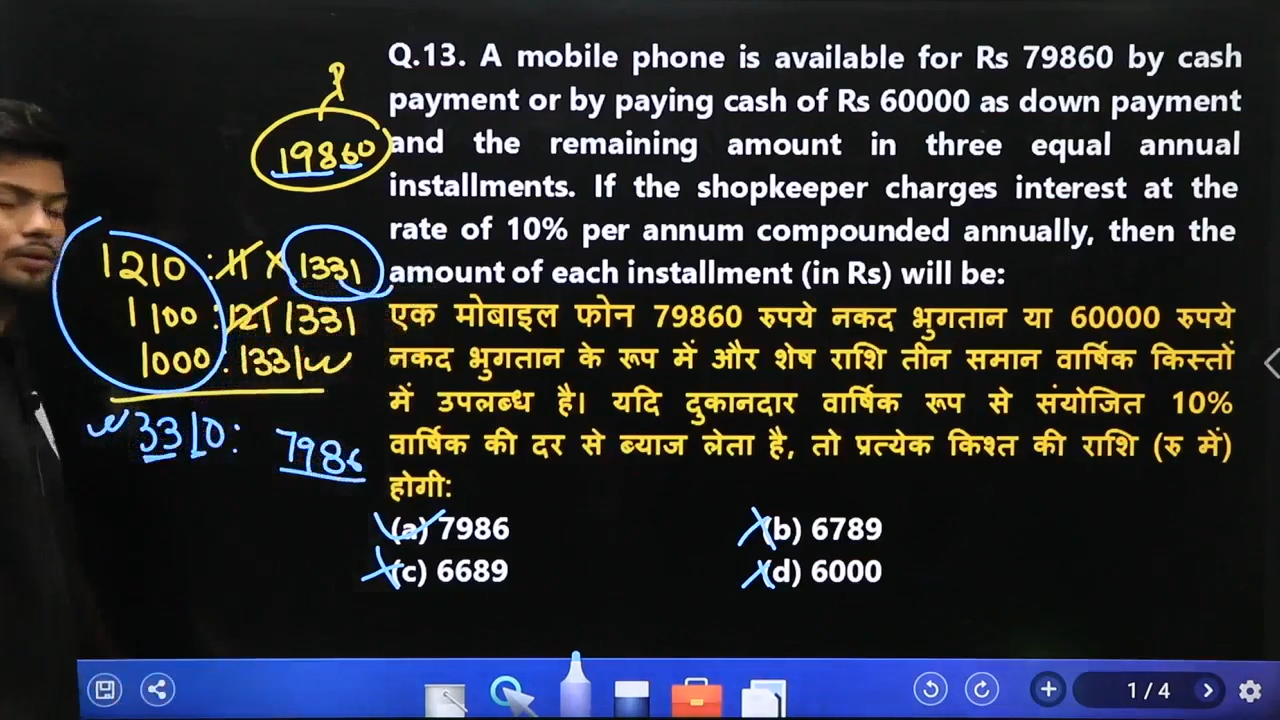 Q.13. A mobile phone is available for Rs 79860 by cash
payment or by paying cash of Rs 60000 as down payment
and the remaining amount in three equal annual
installments. If the shopkeeper charges interest at the
rate of 10% per annum compounded annually, then the
amount of each installment (in Rs) will be:
एक मोबाइल फोन 79860 रुपये नकद भुगतान या 60000 रुपये
नकद भुगतान के रूप में और शेष राशि तीन समान वार्षिक किस्तों
में उपलब्ध है। यदि दुकानदार वार्षिक रूप से संयोजित 10%
वार्षिक की दर से ब्याज लेता है, तो प्रत्येक किश्त की राशि (रु में)
होगी:
(a) 7986 (b) 6789
(c) 6689 (d) 6000
P
19860
1210 : 11 × 1331
1100 : 121 1331
1000 : 1331
3310 : 7986
1 / 4